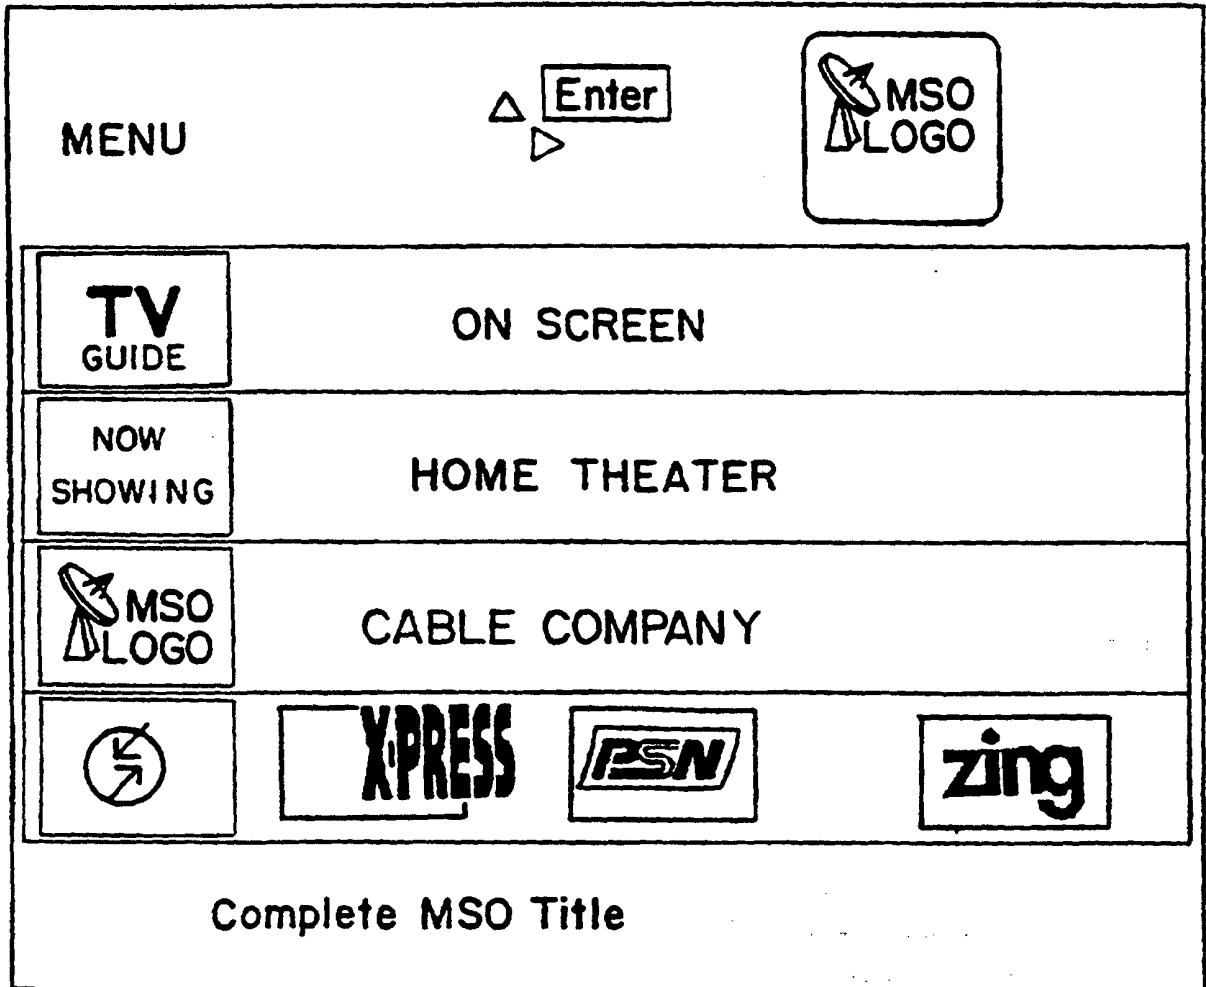 MENU
Enter
MSO
LOGO
TV
GUIDE
ON SCREEN
NOW
SHOWING
HOME THEATER
MSO
LOGO
CABLE COMPANY
X·PRESS
PSN
zing
Complete MSO Title